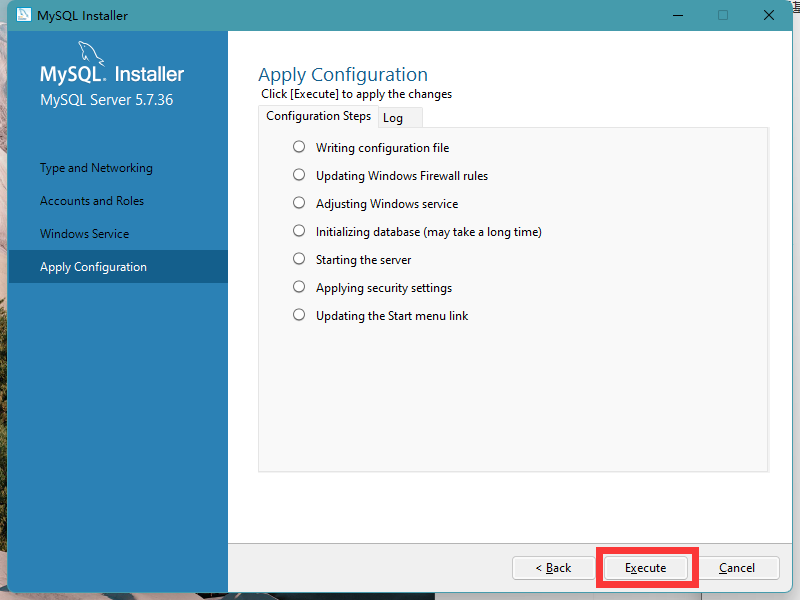 MySQL Installer
MySQL. Installer
MySQL Server 5.7.36
Type and Networking
Accounts and Roles
Windows Service
Apply Configuration
Apply Configuration
Click [Execute] to apply the changes
Configuration Steps Log
Writing configuration file
Updating Windows Firewall rules
Adjusting Windows service
Initializing database (may take a long time)
Starting the server
Applying security settings
Updating the Start menu link
< Back Execute Cancel